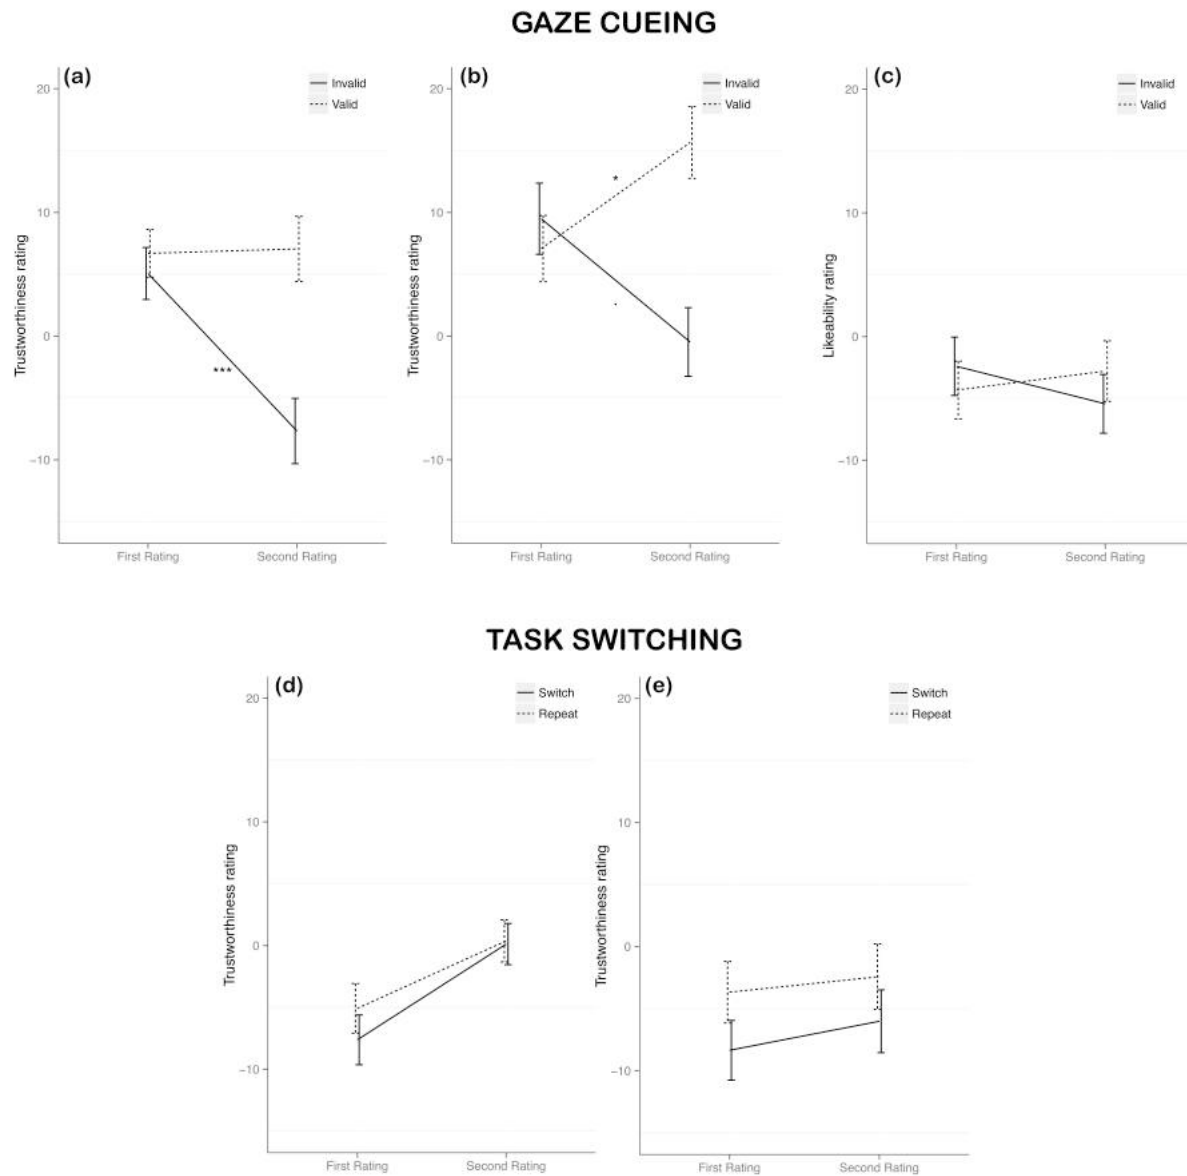 GAZE CUEING
(a)
Invalid
Valid
20
10
0
−10
Trustworthiness rating
***
First Rating
Second Rating
(b)
Invalid
Valid
20
10
0
−10
Trustworthiness rating
*
.
First Rating
Second Rating
(c)
Invalid
Valid
20
10
0
−10
Likeability rating
First Rating
Second Rating
TASK SWITCHING
(d)
Switch
Repeat
20
10
0
−10
Trustworthiness rating
First Rating
Second Rating
(e)
Switch
Repeat
20
10
0
−10
Trustworthiness rating
First Rating
Second Rating